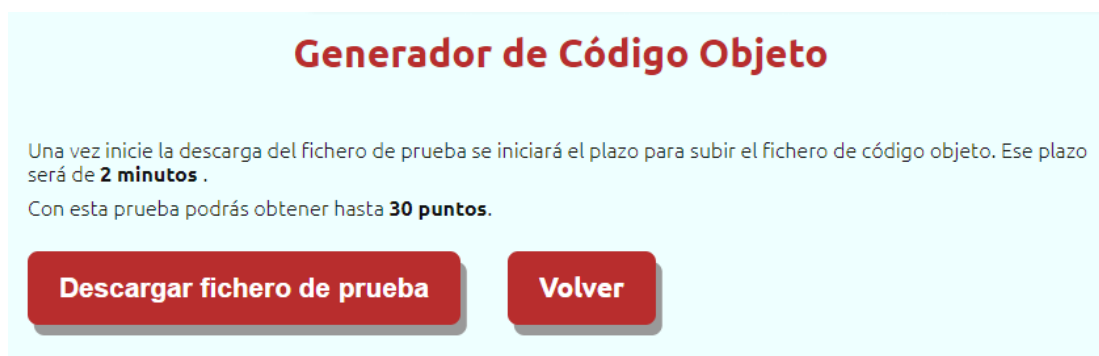 Generador de Código Objeto
Una vez inicie la descarga del fichero de prueba se iniciará el plazo para subir el fichero de código objeto. Ese plazo
será de 2 minutos .
Con esta prueba podrás obtener hasta 30 puntos.
Descargar fichero de prueba
Volver